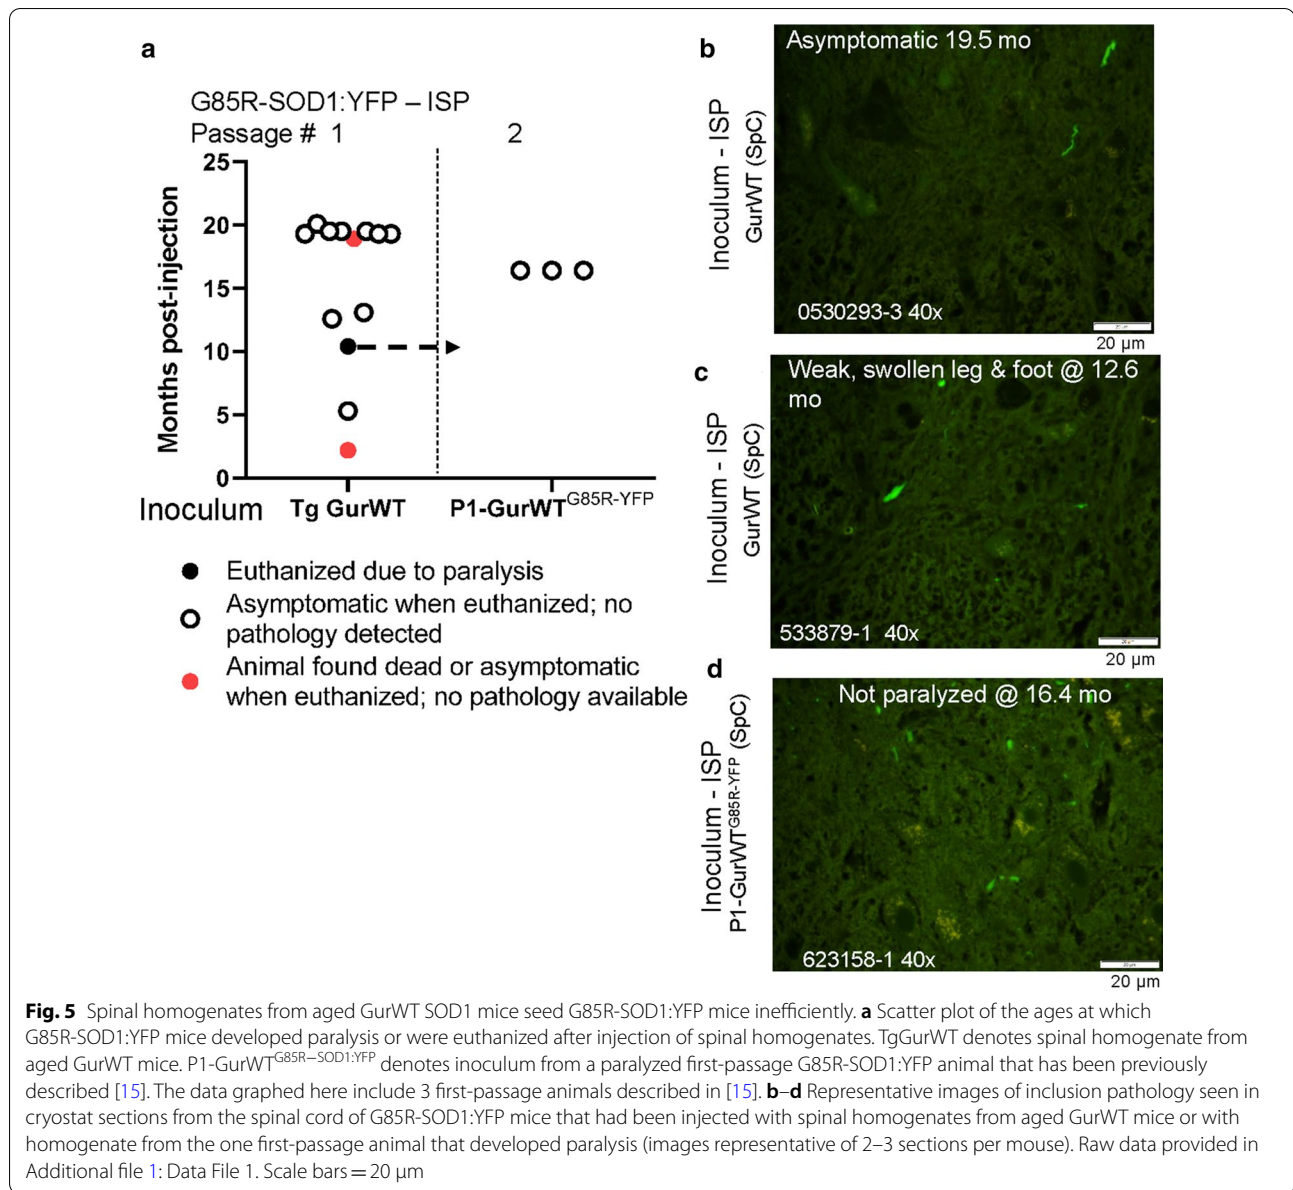 a
G85R-SOD1:YFP – ISP
Passage # 1 2
25
20
15
10
5
0
Months post-injection
Inoculum Tg GurWT P1-GurWT^G85R-YFP
Euthanized due to paralysis
Asymptomatic when euthanized; no
pathology detected
Animal found dead or asymptomatic
when euthanized; no pathology available
b
Inoculum - ISP
GurWT (SpC)
Asymptomatic 19.5 mo
0530293-3 40x
20 µm
20 µm
c
Inoculum - ISP
GurWT (SpC)
Weak, swollen leg & foot @ 12.6
mo
533879-1 40x
20 µm
20 µm
d
Inoculum - ISP
P1-GurWT^G85R-YFP (SpC)
Not paralyzed @ 16.4 mo
623158-1 40x
20 µm
20 µm
Fig. 5 Spinal homogenates from aged GurWT SOD1 mice seed G85R-SOD1:YFP mice inefficiently. a Scatter plot of the ages at which
G85R-SOD1:YFP mice developed paralysis or were euthanized after injection of spinal homogenates. TgGurWT denotes spinal homogenate from
aged GurWT mice. P1-GurWT^G85R−SOD1:YFP denotes inoculum from a paralyzed first-passage G85R-SOD1:YFP animal that has been previously
described [15]. The data graphed here include 3 first-passage animals described in [15]. b–d Representative images of inclusion pathology seen in
cryostat sections from the spinal cord of G85R-SOD1:YFP mice that had been injected with spinal homogenates from aged GurWT mice or with
homogenate from the one first-passage animal that developed paralysis (images representative of 2–3 sections per mouse). Raw data provided in
Additional file 1: Data File 1. Scale bars = 20 µm